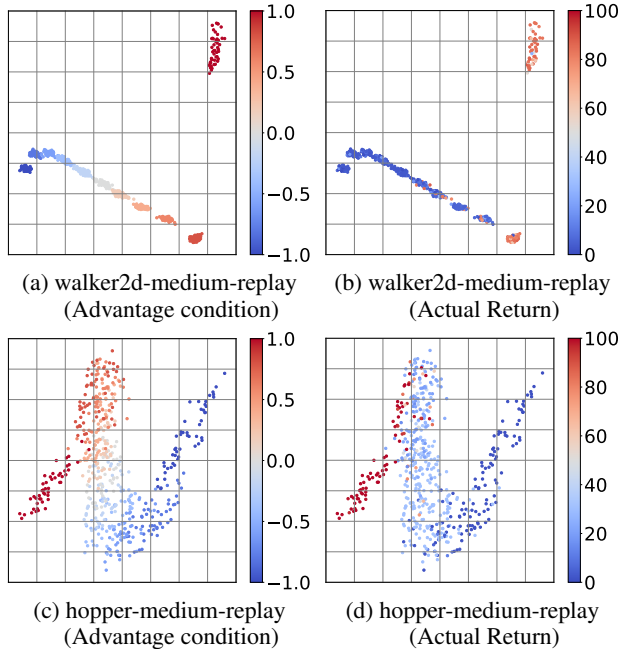 1.0
0.5
0.0
−0.5
−1.0
100
80
60
40
20
0
(a) walker2d-medium-replay
(Advantage condition)
(b) walker2d-medium-replay
(Actual Return)
1.0
0.5
0.0
−0.5
−1.0
100
80
60
40
20
0
(c) hopper-medium-replay
(Advantage condition)
(d) hopper-medium-replay
(Actual Return)